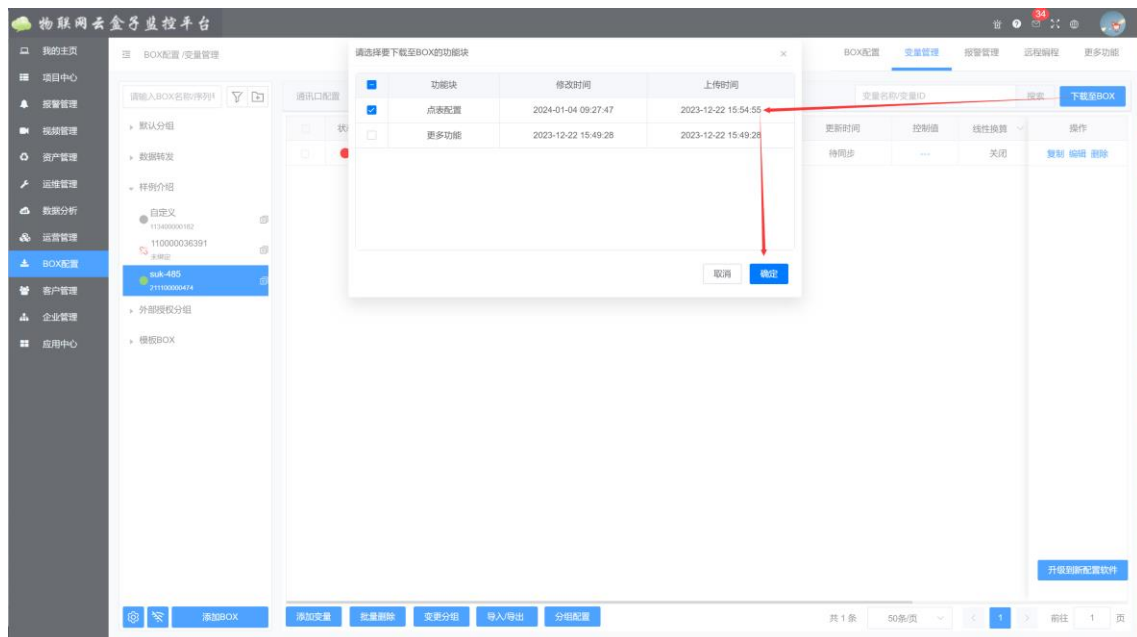 物联网云盒子监控平台
34
我的主页
项目中心
报警管理
视频管理
资产管理
运维管理
数据分析
运营管理
BOX配置
客户管理
企业管理
应用中心
BOX配置 /变量管理
BOX配置
变量管理
报警管理
远程编程
更多功能
请输入BOX名称/序列号
默认分组
数据转发
样例介绍
自定义
113400000162
110000036391
未绑定
suk-485
211100000474
外部授权分组
模板BOX
添加BOX
通讯口配置
变量名称/变量ID
搜索
下载至BOX
状
更新时间
控制值
线性换算
操作
待同步
---
关闭
复制 编辑 删除
请选择要下载至BOX的功能块
功能块
修改时间
上传时间
点表配置
2024-01-04 09:27:47
2023-12-22 15:54:55
更多功能
2023-12-22 15:49:28
2023-12-22 15:49:28
取消
确定
升级到新配置软件
添加变量
批量删除
变更分组
导入/导出
分组配置
共 1 条
50条/页
1
前往
1
页